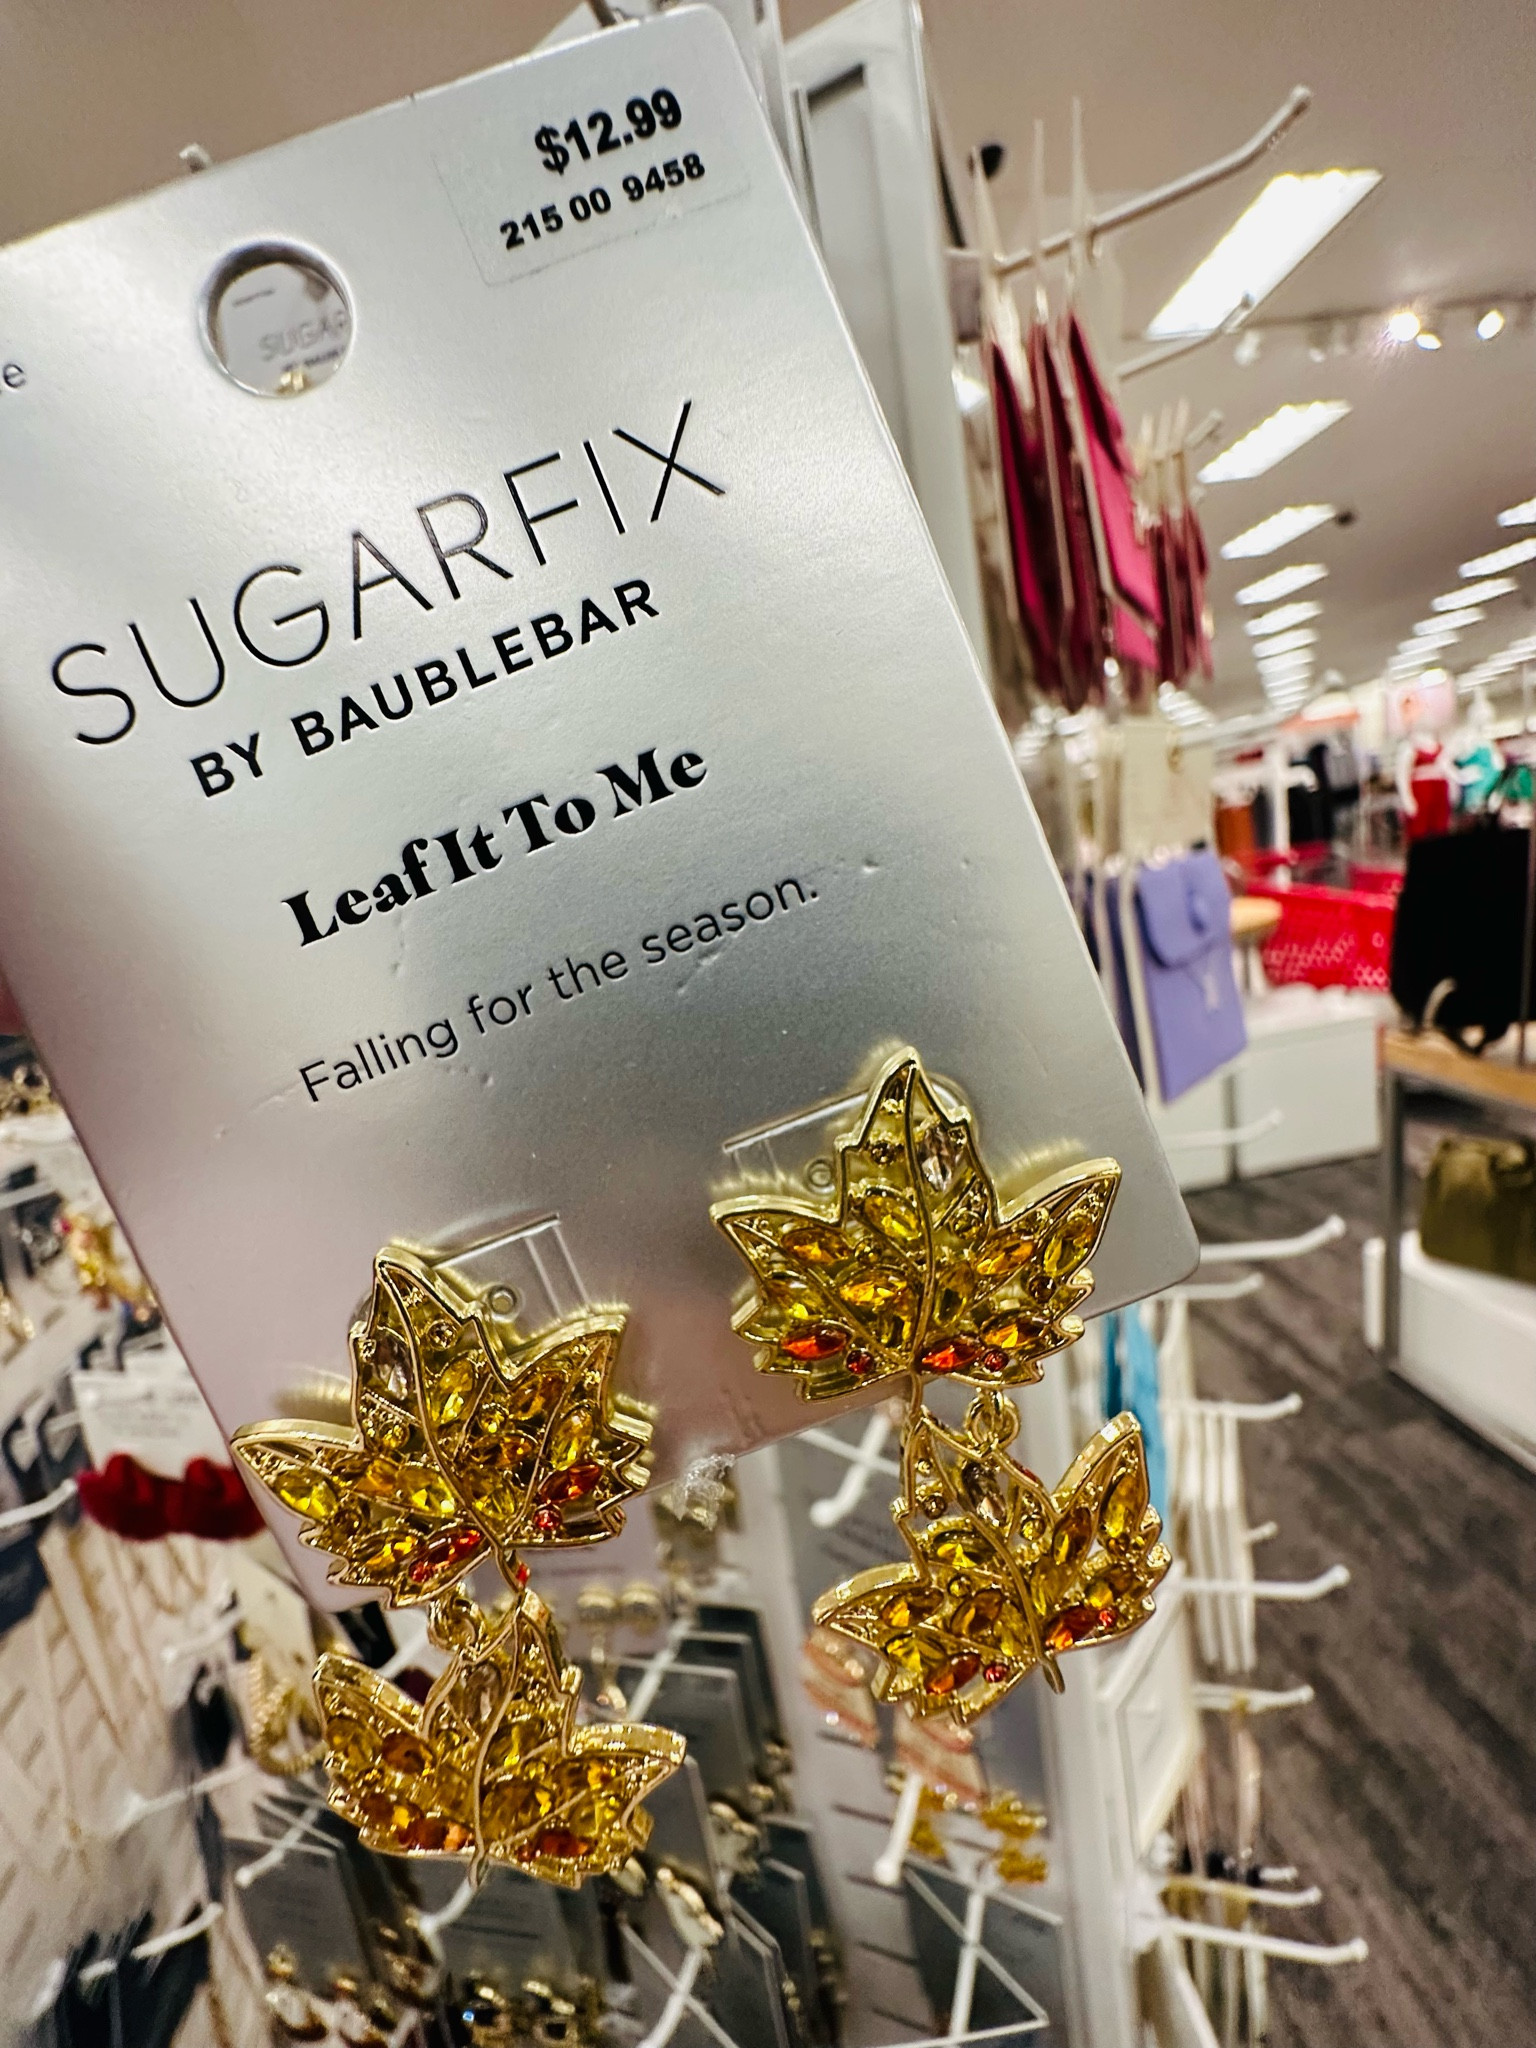 $12.99
215 00 9458
SUGARFIX
BY BAUBLEBAR
Leaf It To Me
Falling for the season.